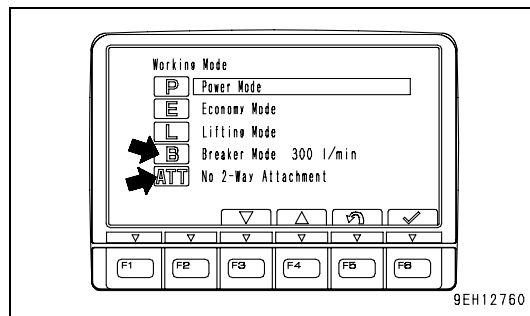 Working Mode
P Power Mode
E Economy Mode
L Lifting Mode
B Breaker Mode 300 l/min
ATT No 2-Way Attachment
F1 F2 F3 F4 F5 F6
9EH12760